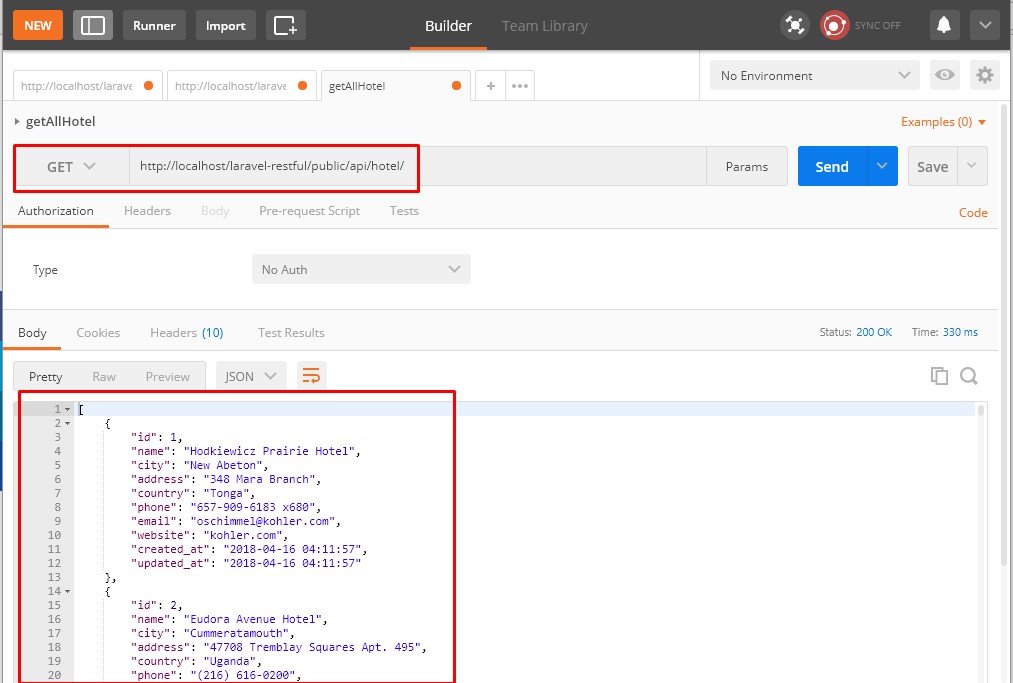 NEW Runner Import Builder Team Library SYNC OFF
http://localhost/larave http://localhost/larave getAllHotel + ••• No Environment
getAllHotel Examples (0)
GET http://localhost/laravel-restful/public/api/hotel/ Params Send Save
Authorization Headers Body Pre-request Script Tests Code
Type No Auth
Body Cookies Headers (10) Test Results Status: 200 OK Time: 330 ms
Pretty Raw Preview JSON
1 [
2 {
3 "id": 1,
4 "name": "Hodkiewicz Prairie Hotel",
5 "city": "New Abeton",
6 "address": "348 Mara Branch",
7 "country": "Tonga",
8 "phone": "657-909-6183 x680",
9 "email": "oschimmel@kohler.com",
10 "website": "kohler.com",
11 "created_at": "2018-04-16 04:11:57",
12 "updated_at": "2018-04-16 04:11:57"
13 },
14 {
15 "id": 2,
16 "name": "Eudora Avenue Hotel",
17 "city": "Cummeratamouth",
18 "address": "47708 Tremblay Squares Apt. 495",
19 "country": "Uganda",
20 "phone": "(216) 616-0200",